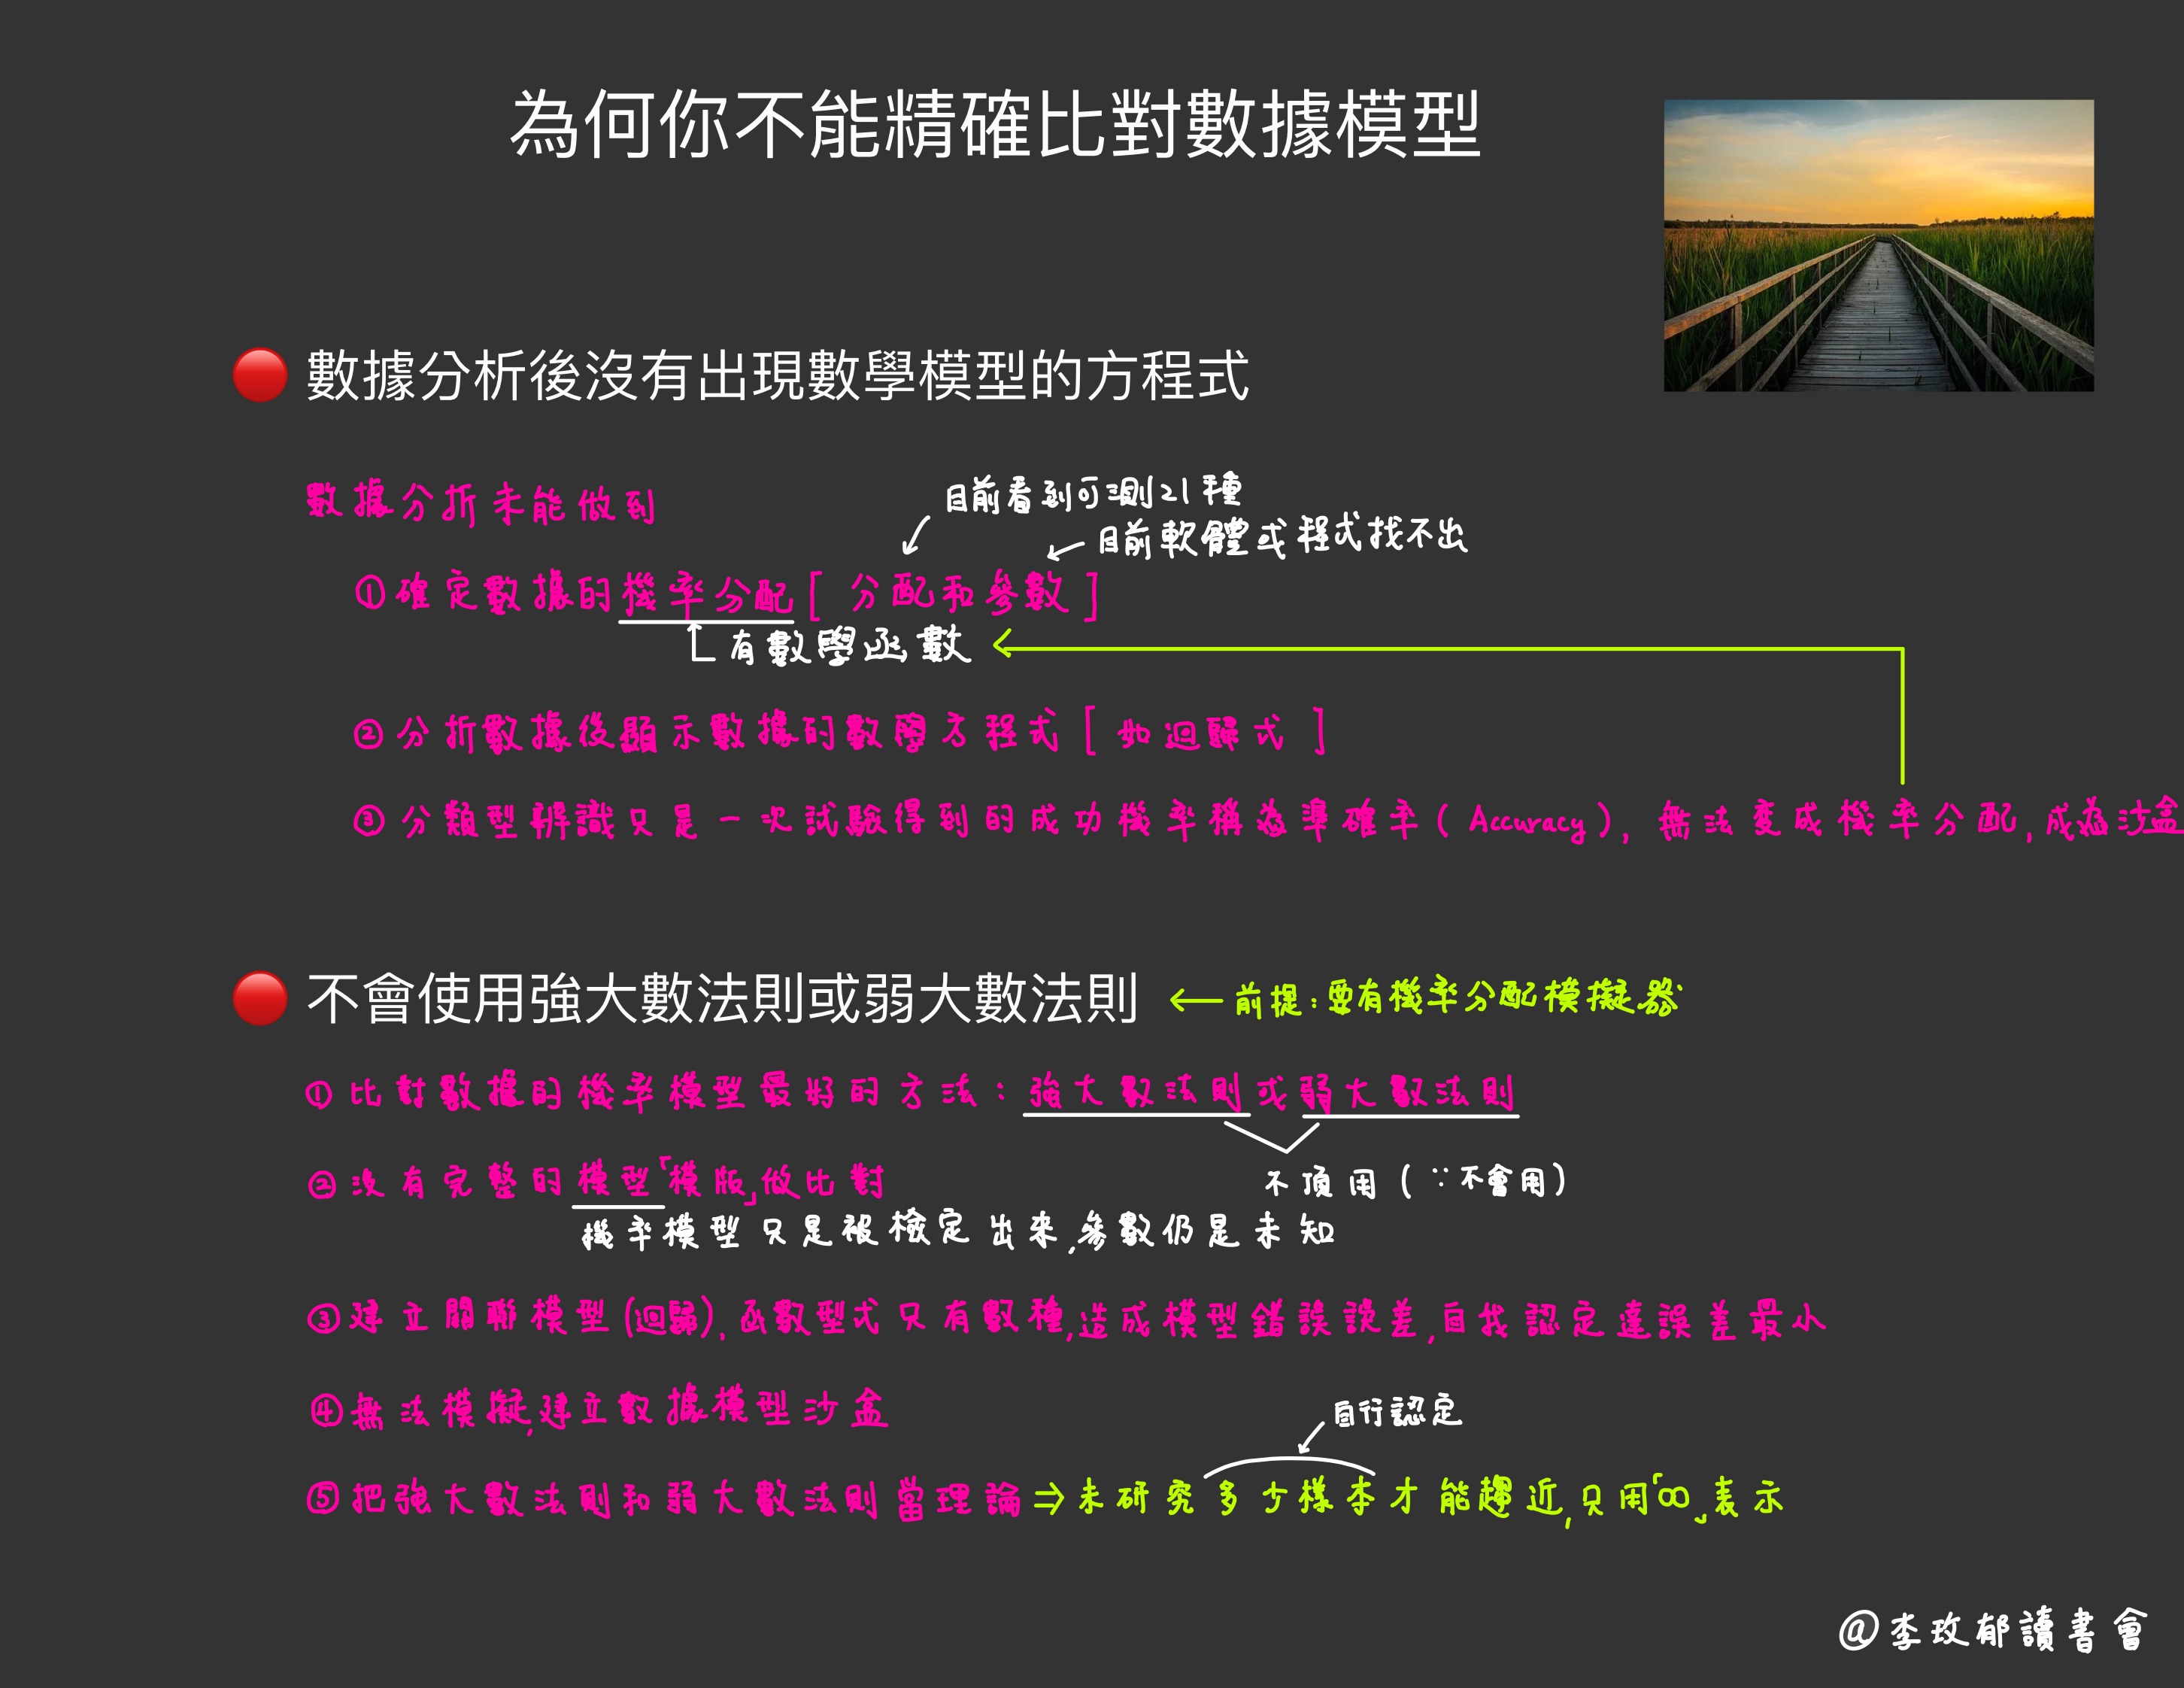 為何你不能精確比對數據模型
數據分析後沒有出現數學模型的方程式
數據分折未能做到
目前看到可測21種
目前軟體或程式找不出
①確定數據的機率分配[分配和參數]
有數學函數
②分折數據後顯示數據的數學方程式[如迴歸式]
③分類型辨識只是一次試驗得到的成功機率稱為準確率(Accuracy),無法變成機率分配,成為沙盒
不會使用強大數法則或弱大數法則
前提:要有機率分配模擬器
①比對數據的機率模型最好的方法:強大數法則或弱大數法則
②沒有完整的模型「模版」做比對
不頂用(∵不會用)
機率模型只是被檢定出來,參數仍是未知
③建立關聯模型(迴歸),函數型式只有數種,造成模型錯誤誤差,自我認定達誤差最小
④無法模擬,建立數據模型沙盒
自行認定
⑤把強大數法則和弱大數法則當理論⇒未研究多少樣本才能趨近,只用「∞」表示
@李玫郁讀書會